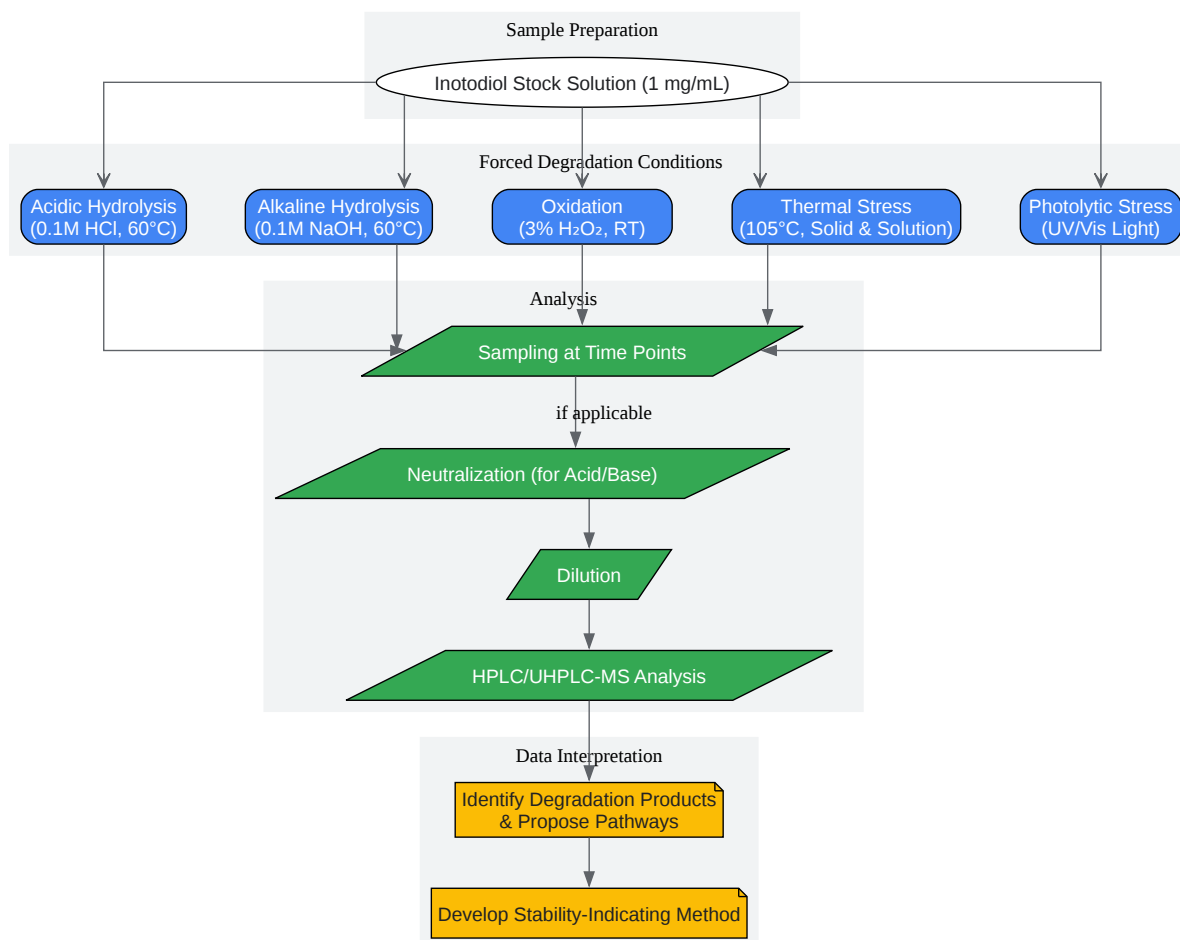 Sample Preparation
Inotodiol Stock Solution (1 mg/mL)
Forced Degradation Conditions
Acidic Hydrolysis
(0.1M HCl, 60°C)
Alkaline Hydrolysis
(0.1M NaOH, 60°C)
Oxidation
(3% H₂O₂, RT)
Thermal Stress
(105°C, Solid & Solution)
Photolytic Stress
(UV/Vis Light)
Analysis
Sampling at Time Points
if applicable
Neutralization (for Acid/Base)
Dilution
HPLC/UHPLC-MS Analysis
Data Interpretation
Identify Degradation Products
& Propose Pathways
Develop Stability-Indicating Method